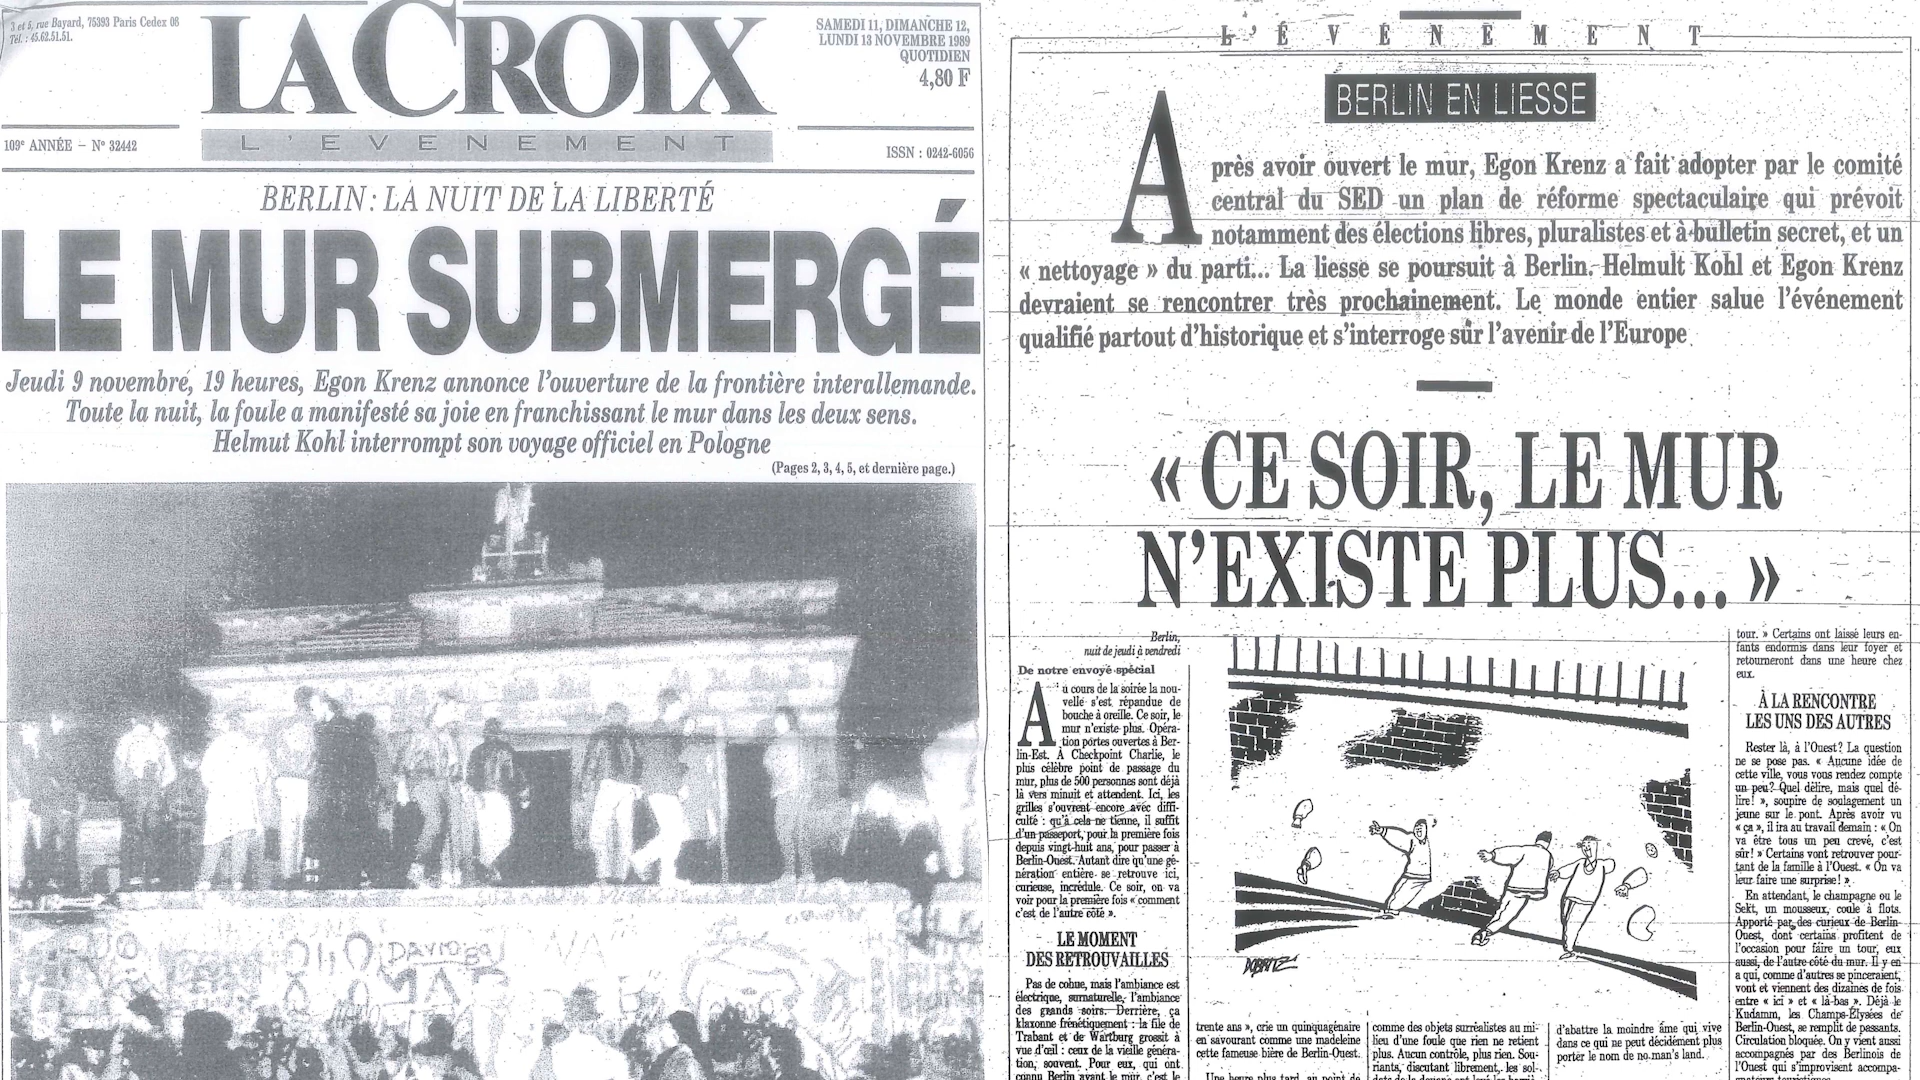 3 et 5, rue Bayard, 75393 Paris Cedex 08
Tél. : 45.62.51.51.
LA CROIX
L'EVENEMENT
SAMEDI 11, DIMANCHE 12,
LUNDI 13 NOVEMBRE 1989
QUOTIDIEN
4,80 F
109e ANNÉE – N° 32442
ISSN : 0242-6056
BERLIN : LA NUIT DE LA LIBERTÉ
LE MUR SUBMERGÉ
Jeudi 9 novembre, 19 heures, Egon Krenz annonce l'ouverture de la frontière interallemande.
Toute la nuit, la foule a manifesté sa joie en franchissant le mur dans les deux sens.
Helmut Kohl interrompt son voyage officiel en Pologne
(Pages 2, 3, 4, 5, et dernière page.)
L'ÉVÉNEMENT
BERLIN EN LIESSE
Après avoir ouvert le mur, Egon Krenz a fait adopter par le comité
central du SED un plan de réforme spectaculaire qui prévoit
notamment des élections libres, pluralistes et à bulletin secret, et un
« nettoyage » du parti... La liesse se poursuit à Berlin. Helmult Kohl et Egon Krenz
devraient se rencontrer très prochainement. Le monde entier salue l'événement
qualifié partout d'historique et s'interroge sur l'avenir de l'Europe
« CE SOIR, LE MUR
N'EXISTE PLUS... »
Berlin,
nuit de jeudi à vendredi
De notre envoyé spécial
Au cours de la soirée la nou-
velle s'est répandue de
bouche à oreille. Ce soir, le
mur n'existe plus. Opéra-
tion portes ouvertes à Ber-
lin-Est. À Checkpoint Charlie, le
plus célèbre point de passage du
mur, plus de 500 personnes sont déjà
là vers minuit et attendent. Ici, les
grilles s'ouvrent encore avec diffi-
culté : qu'à cela ne tienne, il suffit
d'un passeport, pour la première fois
depuis vingt-huit ans, pour passer à
Berlin-Ouest. Autant dire qu'une gé-
nération entière se retrouve ici,
curieuse, incrédule. Ce soir, on va
voir pour la première fois « comment
c'est de l'autre côté ».
LE MOMENT
DES RETROUVAILLES
Pas de cohue, mais l'ambiance est
électrique, surnaturelle, l'ambiance
des grands soirs. Derrière, ça
klaxonne frénétiquement : la file de
Trabant et de Wartburg grossit à
vue d'œil : ceux de la vieille généra-
tion, souvent. Pour eux, qui ont
connu Berlin avant le mur, c'est le
DOBRITZ
trente ans », crie un quinquagénaire
en savourant comme une madeleine
cette fameuse bière de Berlin-Ouest.
Une heure plus tard, au point de
comme des objets surréalistes au mi-
lieu d'une foule que rien ne retient
plus. Aucun contrôle, plus rien. Sou-
riants, discutant librement, les sol-
d'abattre la moindre âme qui vive
dans ce qui ne peut décidément plus
porter le nom de no man's land.
tour. » Certains ont laissé leurs en-
fants endormis dans leur foyer et
retourneront dans une heure chez
eux.
À LA RENCONTRE
LES UNS DES AUTRES
Rester là, à l'Ouest? La question
ne se pose pas. « Aucune idée de
cette ville, vous vous rendez compte
un peu? Quel délire, mais quel dé-
lire! », soupire de soulagement un
jeune sur le pont. Après avoir vu
« ça », il ira au travail demain : « On
va être tous un peu crevé, c'est
sûr! » Certains vont retrouver pour-
tant de la famille à l'Ouest. « On va
leur faire une surprise! ».
En attendant, le champagne ou le
Sekt, un mousseux, coule à flots.
Apporté par des curieux de Berlin-
Ouest, dont certains profitent de
l'occasion pour faire un tour, eux
aussi, de l'autre côté du mur. Il y en
a qui, comme d'autres se pinceraient,
vont et viennent des dizaines de fois
entre « ici » et « là-bas ». Déjà le
Kudamm, les Champs-Élysées de
Berlin-Ouest, se remplit de passants.
Circulation bloquée. On y vient aussi
accompagnés par des Berlinois de
l'Ouest qui s'improvisent accompa-